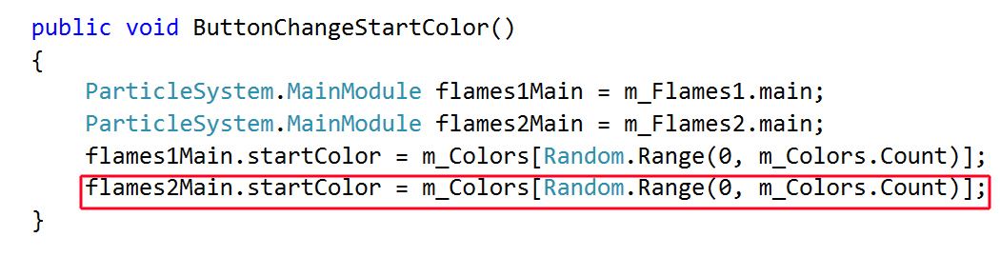 public void ButtonChangeStartColor()
{
ParticleSystem.MainModule flames1Main = m_Flames1.main;
ParticleSystem.MainModule flames2Main = m_Flames2.main;
flames1Main.startColor = m_Colors[Random.Range(0, m_Colors.Count)];
flames2Main.startColor = m_Colors[Random.Range(0, m_Colors.Count)];
}